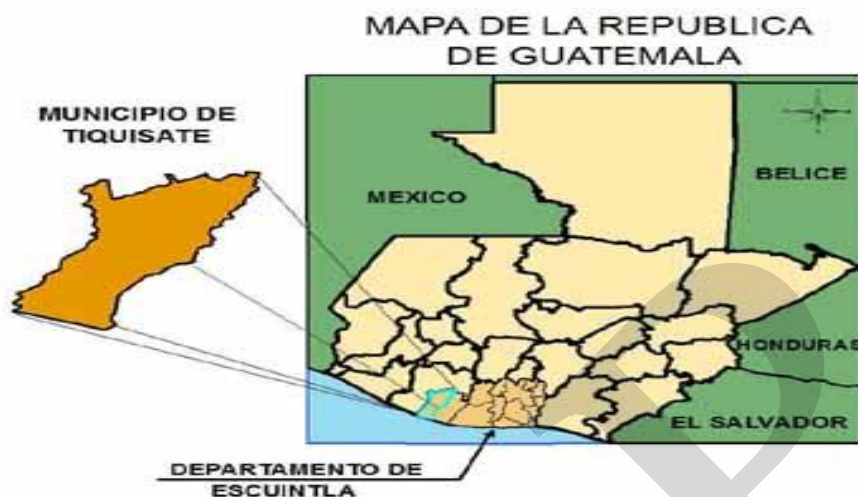 MAPA DE LA REPUBLICA
DE GUATEMALA
MUNICIPIO DE
TIQUISATE
MEXICO
BELICE
HONDURAS
EL SALVADOR
DEPARTAMENTO DE
ESCUINTLA